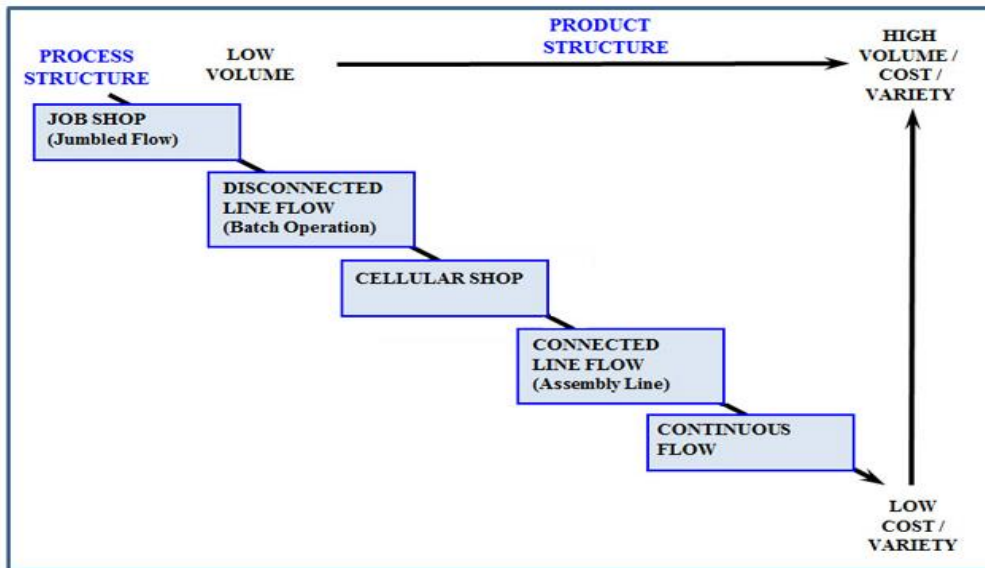 PROCESS
STRUCTURE
LOW
VOLUME
PRODUCT
STRUCTURE
HIGH
VOLUME /
COST /
VARIETY
JOB SHOP
(Jumbled Flow)
DISCONNECTED
LINE FLOW
(Batch Operation)
CELLULAR SHOP
CONNECTED
LINE FLOW
(Assembly Line)
CONTINUOUS
FLOW
LOW
COST /
VARIETY